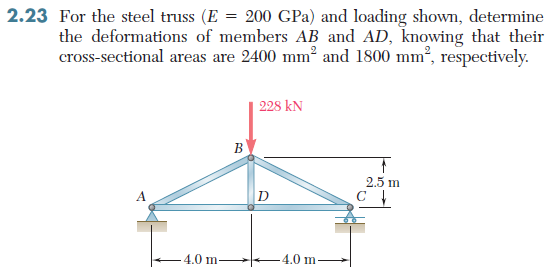 2.23 For the steel truss (E = 200 GPa) and loading shown, determine
the deformations of members AB and AD, knowing that their
cross-sectional areas are 2400 mm² and 1800 mm², respectively.
228 kN
B
2.5 m
A
D
C
4.0 m
4.0 m